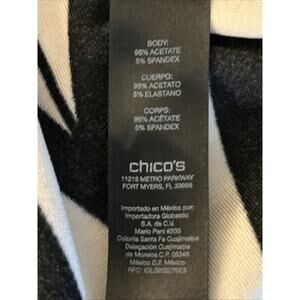 BODY:
95% ACETATE
5% SPANDEX
CUERPO:
95% ACETATO
5% ELASTANO
CORPS:
95% ACÉTATE
5% SPANDEX
chico's
11215 METRO PARKWAY
FORT MYERS, FL 33966
Importado en México por:
Importadora Globastic
S.A. de C.V.
Mario Pani #200
Colonia Santa Fe Cuajimalpa
Delegación Cuajimalpa
de Morelos C.P. 05348
México D.F. México
RFC: